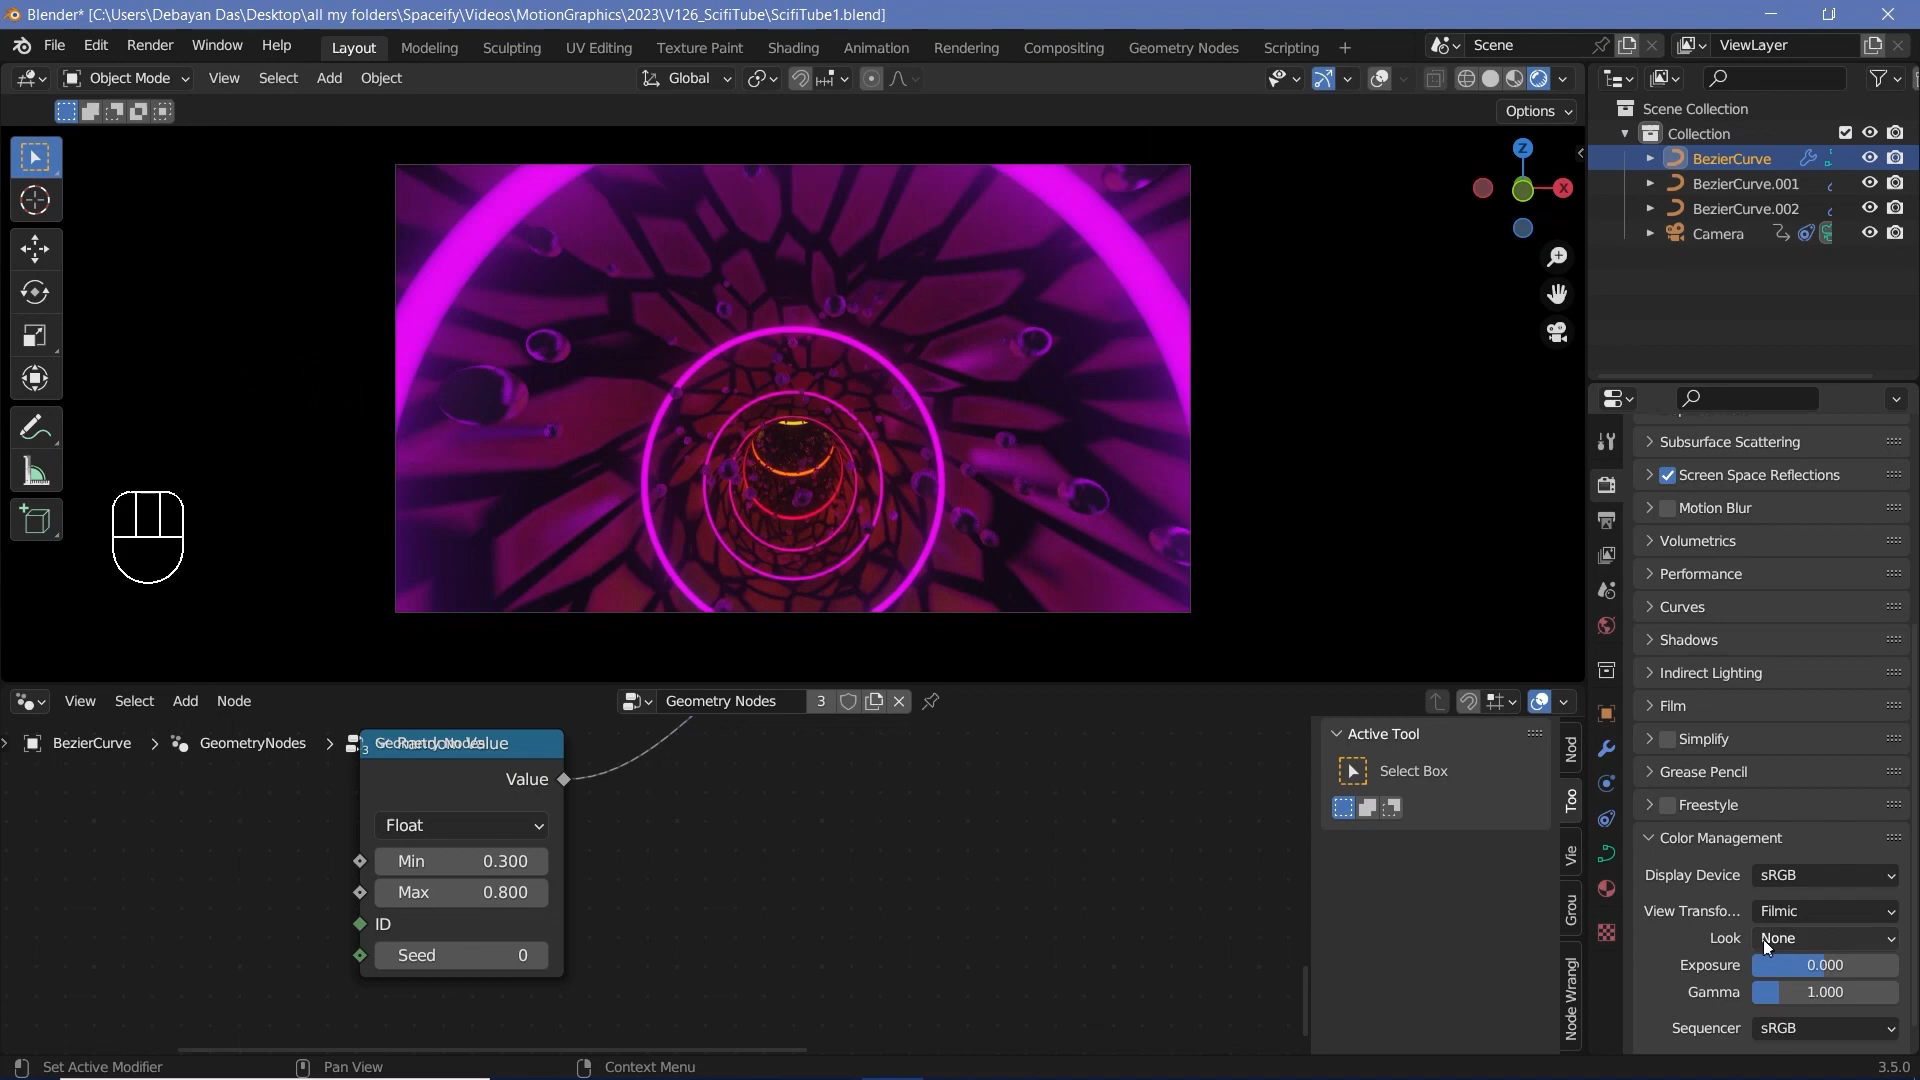 Blender* [C:\Users\Debayan Das\Desktop\all my folders\Spaceify\Videos\MotionGraphics\2023\V126_ScifiTube\ScifiTube1.blend]
File Edit Render Window Help Layout Modeling Sculpting UV Editing Texture Paint Shading Animation Rendering Compositing Geometry Nodes Scripting + Scene ViewLayer
Object Mode View Select Add Object Global
Options
Scene Collection
Collection
BezierCurve
BezierCurve.001
BezierCurve.002
Camera
Z
X
Subsurface Scattering
Screen Space Reflections
Motion Blur
Volumetrics
Performance
Curves
Shadows
Indirect Lighting
Film
Simplify
Grease Pencil
Freestyle
Color Management
Display Device sRGB
View Transfo... Filmic
Look None
Exposure 0.000
Gamma 1.000
Sequencer sRGB
View Select Add Node Geometry Nodes 3
BezierCurve > GeometryNodes > 3 Geometry Nodes
Random Value
Value
Float
Min 0.300
Max 0.800
ID
Seed 0
Active Tool
Select Box
Nod
Too
Vie
Grou
Node Wrangl
Set Active Modifier Pan View Context Menu 3.5.0